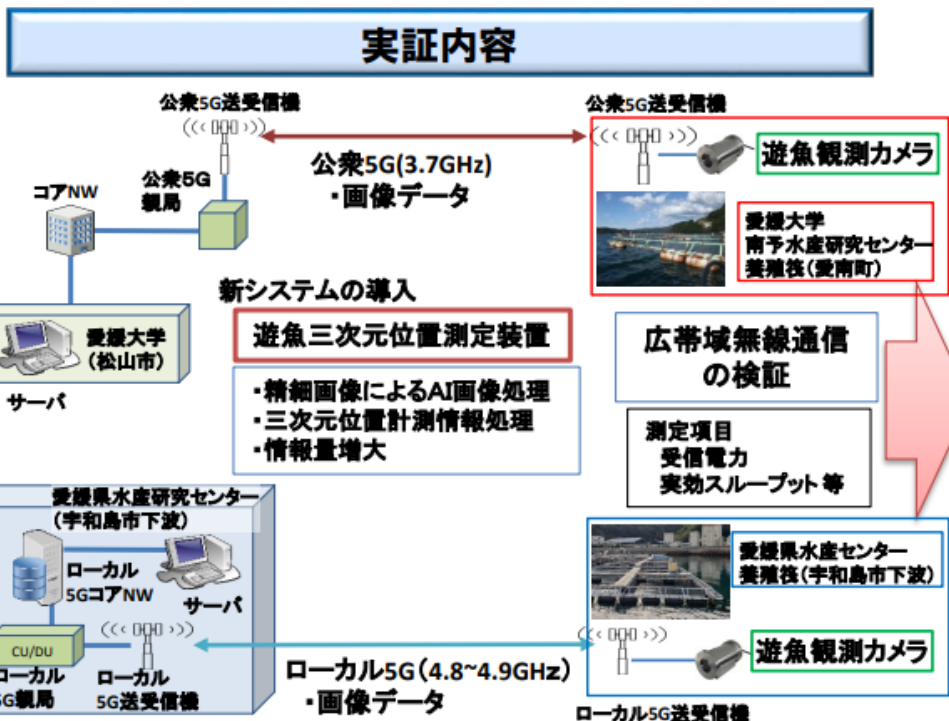 実証内容
公衆5G送受信機
公衆5G送受信機
公衆5G(3.7GHz)
・画像データ
遊魚観測カメラ
コアNW
公衆5G
親局
愛媛大学
南予水産研究センター
養殖筏(愛南町)
新システムの導入
遊魚三次元位置測定装置
・精細画像によるAI画像処理
・三次元位置計測情報処理
・情報量増大
愛媛大学
(松山市)
サーバ
広帯域無線通信
の検証
測定項目
受信電力
実効スループット等
愛媛県水産研究センター
(宇和島市下波)
ローカル
5GコアNW
サーバ
CU/DU
ローカル
5G親局
ローカル
5G送受信機
ローカル5G(4.8~4.9GHz)
・画像データ
愛媛県水産センター
養殖筏(宇和島市下波)
遊魚観測カメラ
ローカル5G送受信機